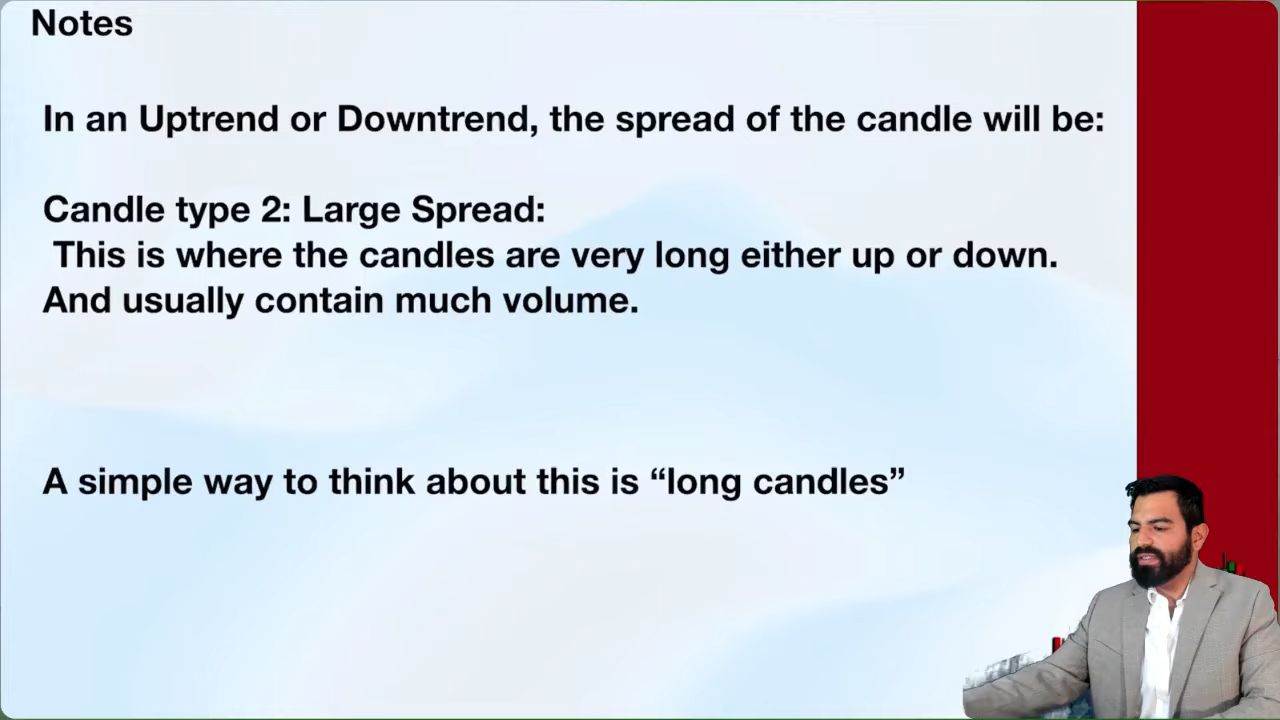 Notes
In an Uptrend or Downtrend, the spread of the candle will be:
Candle type 2: Large Spread:
This is where the candles are very long either up or down.
And usually contain much volume.
A simple way to think about this is “long candles”